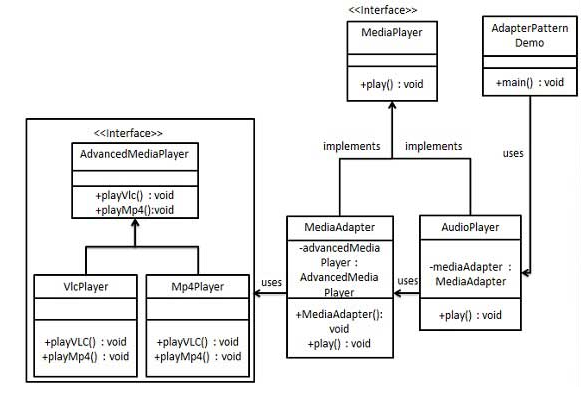 <<Interface>>
MediaPlayer
+play() : void
AdapterPattern
Demo
+main() : void
implements
implements
uses
<<Interface>>
AdvancedMediaPlayer
+playVlc() : void
+playMp4():void
VlcPlayer
+playVLC() : void
+playMp4() : void
Mp4Player
+playVLC() : void
+playMp4() : void
uses
MediaAdapter
-advancedMedia
Player :
AdvancedMedia
Player
+MediaAdapter():
void
+play() : void
uses
AudioPlayer
-mediaAdapter :
MediaAdapter
+play() : void